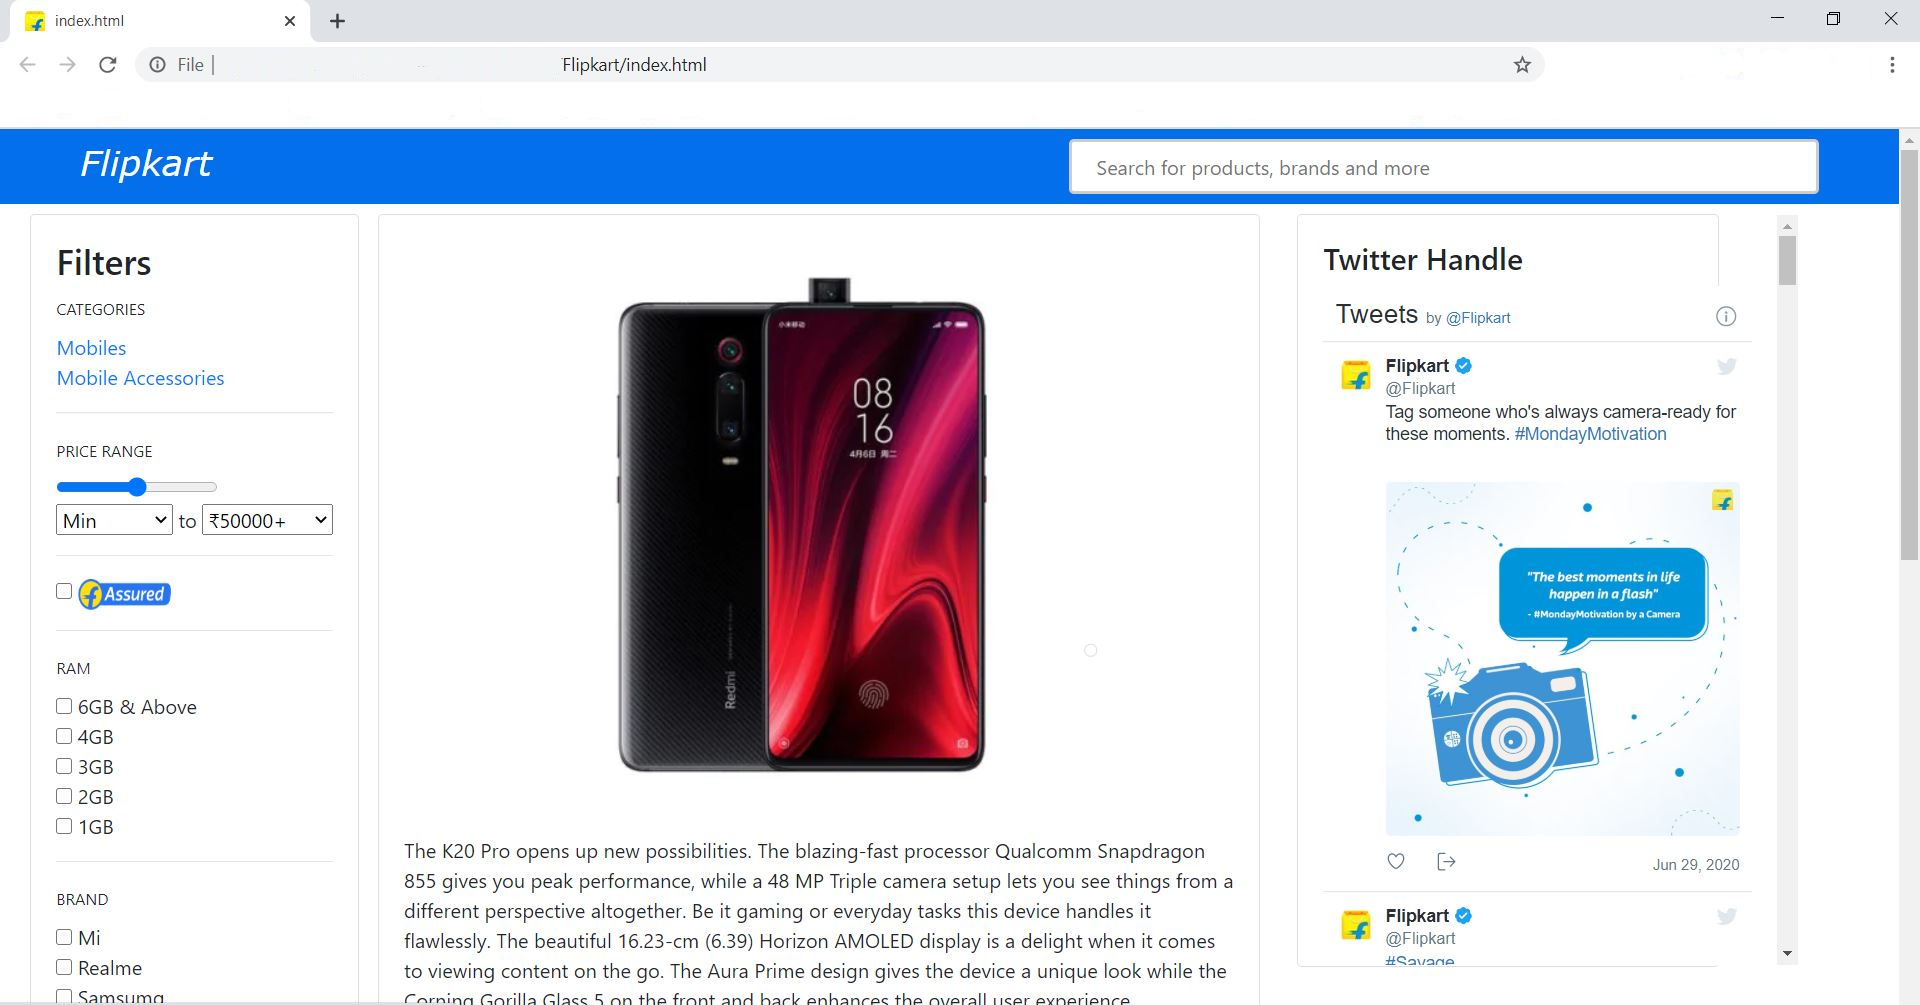 index.html
File
Flipkart/index.html
Flipkart
Search for products, brands and more
Filters
CATEGORIES
Mobiles
Mobile Accessories
PRICE RANGE
Min to ₹50000+
Assured
RAM
6GB & Above
4GB
3GB
2GB
1GB
BRAND
Mi
Realme
Samsung
小米移动
08
16
4月6日 周二
Redmi
The K20 Pro opens up new possibilities. The blazing-fast processor Qualcomm Snapdragon
855 gives you peak performance, while a 48 MP Triple camera setup lets you see things from a
different perspective altogether. Be it gaming or everyday tasks this device handles it
flawlessly. The beautiful 16.23-cm (6.39) Horizon AMOLED display is a delight when it comes
to viewing content on the go. The Aura Prime design gives the device a unique look while the
Corning Gorilla Glass 5 on the front and back enhances the overall user experience.
Twitter Handle
Tweets by @Flipkart
Flipkart
@Flipkart
Tag someone who's always camera-ready for
these moments. #MondayMotivation
"The best moments in life
happen in a flash"
- #MondayMotivation by a Camera
Jun 29, 2020
Flipkart
@Flipkart
#Savage